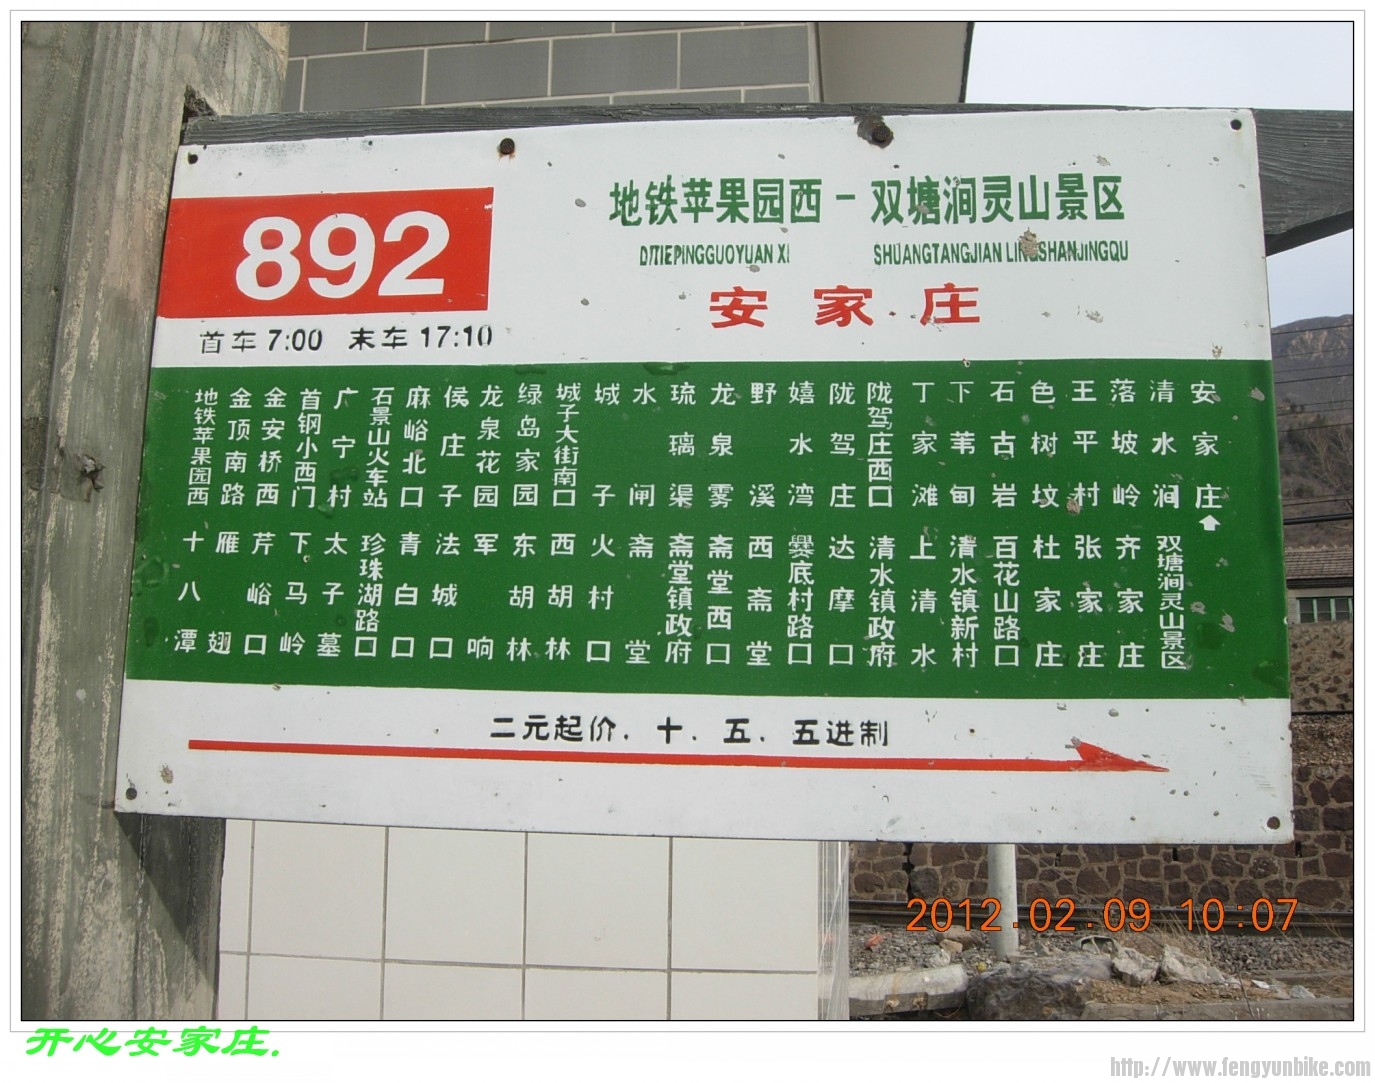 892
首车 7:00 末车 17:10
地铁苹果园西 - 双塘涧灵山景区
DITIEPINGGUOYUAN XI SHUANGTANGJIAN LINGSHANJINGQU
安家庄
地铁苹果园西
金顶南路
金安桥西
首钢小西门
广宁村
石景山火车站
麻峪北口
侯庄子
龙泉花园
绿岛家园
城子大街南口
城子
水闸
琉璃渠
龙泉雾
野溪
嬉水湾
陇驾庄
陇驾庄西口
丁家滩
下苇甸
石古岩
色树坟
王平村
落坡岭
清水涧
安家庄
十八潭
雁翅
芹峪口
下马岭
太子墓
珍珠湖路口
青白口
法城口
军响
东胡林
西胡林
火村口
斋堂
斋堂镇政府
斋堂西口
西斋堂
爨底村路口
达摩口
清水镇政府
上清水
清水镇新村
百花山路口
杜家庄
张家庄
齐家庄
双塘涧灵山景区
二元起价.十、五、五进制
2012.02.09 10:07
开心安家庄.
http://www.fengyunbike.com/